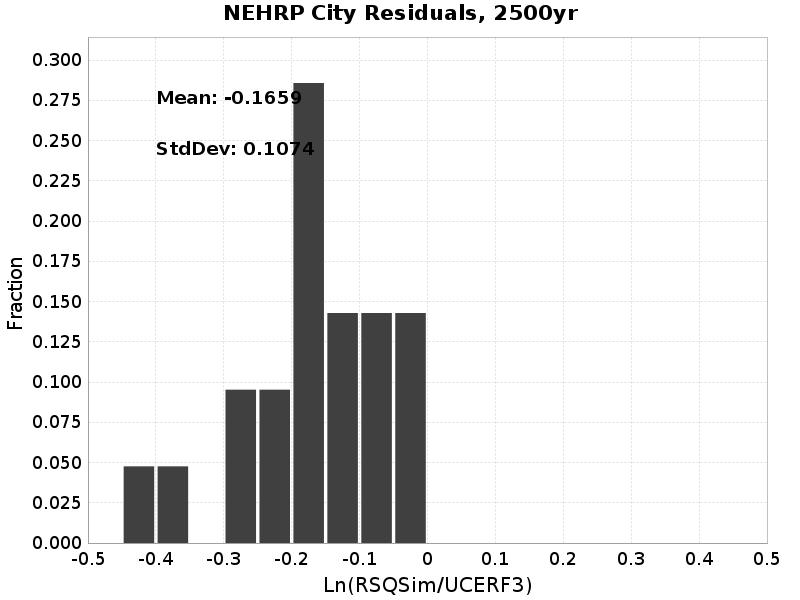 NEHRP City Residuals, 2500yr
0.300
0.275
0.250
0.225
0.200
0.175
0.150
0.125
0.100
0.075
0.050
0.025
0.000
Fraction
Mean: -0.1659
StdDev: 0.1074
-0.5 -0.4 -0.3 -0.2 -0.1 0 0.1 0.2 0.3 0.4 0.5
Ln(RSQSim/UCERF3)